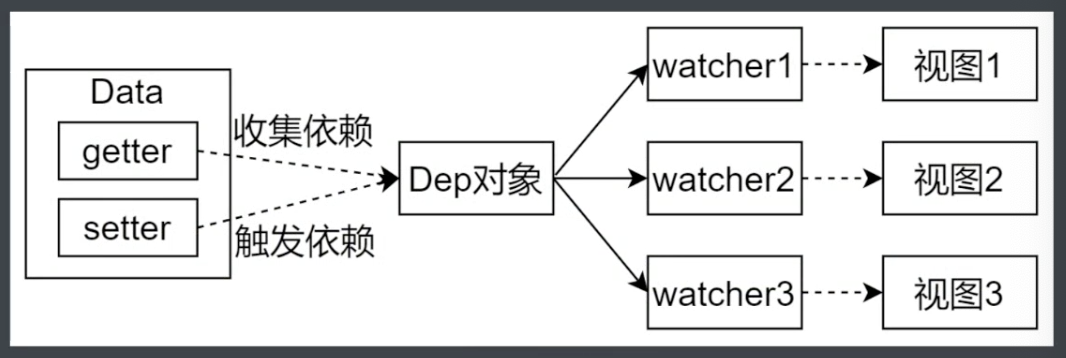 Data
getter
setter
收集依赖
触发依赖
Dep对象
watcher1
视图1
watcher2
视图2
watcher3
视图3